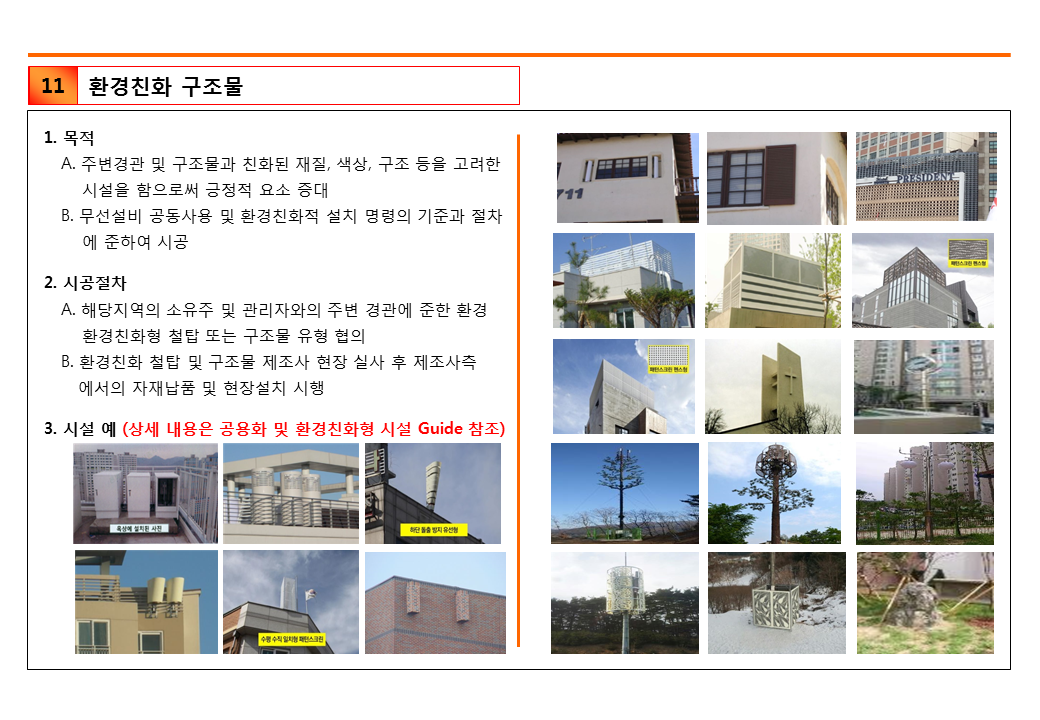 11 환경친화 구조물
1. 목적
A. 주변경관 및 구조물과 친화된 재질, 색상, 구조 등을 고려한
시설을 함으로써 긍정적 요소 증대
B. 무선설비 공동사용 및 환경친화적 설치 명령의 기준과 절차
에 준하여 시공
2. 시공절차
A. 해당지역의 소유주 및 관리자와의 주변 경관에 준한 환경
환경친화형 철탑 또는 구조물 유형 협의
B. 환경친화 철탑 및 구조물 제조사 현장 실사 후 제조사측
에서의 자재납품 및 현장설치 시행
3. 시설 예 (상세 내용은 공용화 및 환경친화형 시설 Guide 참조)
옥상에 설치된 사진
하단 돌출 방지 유선형
수평 수직 일치형 패턴스크린
711
PRESIDENT
패턴스크린 펜스형
패턴스크린 펜스형